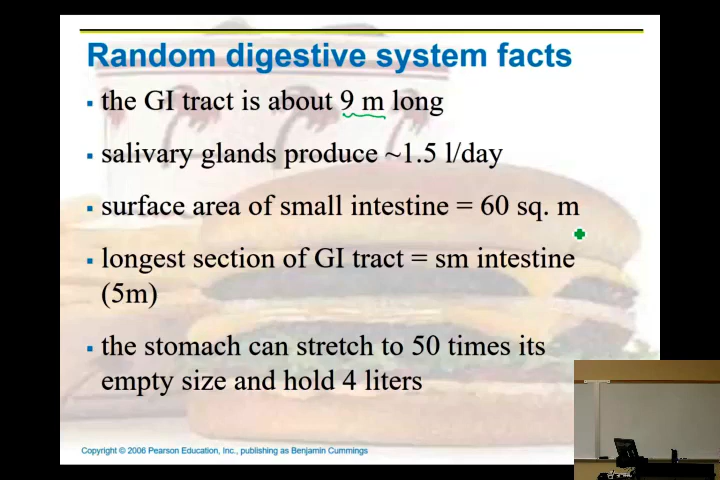 Random digestive system facts
▪ the GI tract is about 9 m long
▪ salivary glands produce ~1.5 l/day
▪ surface area of small intestine = 60 sq. m
▪ longest section of GI tract = sm intestine
(5m)
▪ the stomach can stretch to 50 times its
empty size and hold 4 liters
Copyright © 2006 Pearson Education, Inc., publishing as Benjamin Cummings